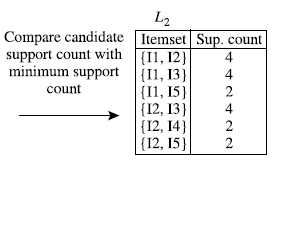 L2
Compare candidate
support count with
minimum support
count
Itemset Sup. count
{I1, I2} 4
{I1, I3} 4
{I1, I5} 2
{I2, I3} 4
{I2, I4} 2
{I2, I5} 2